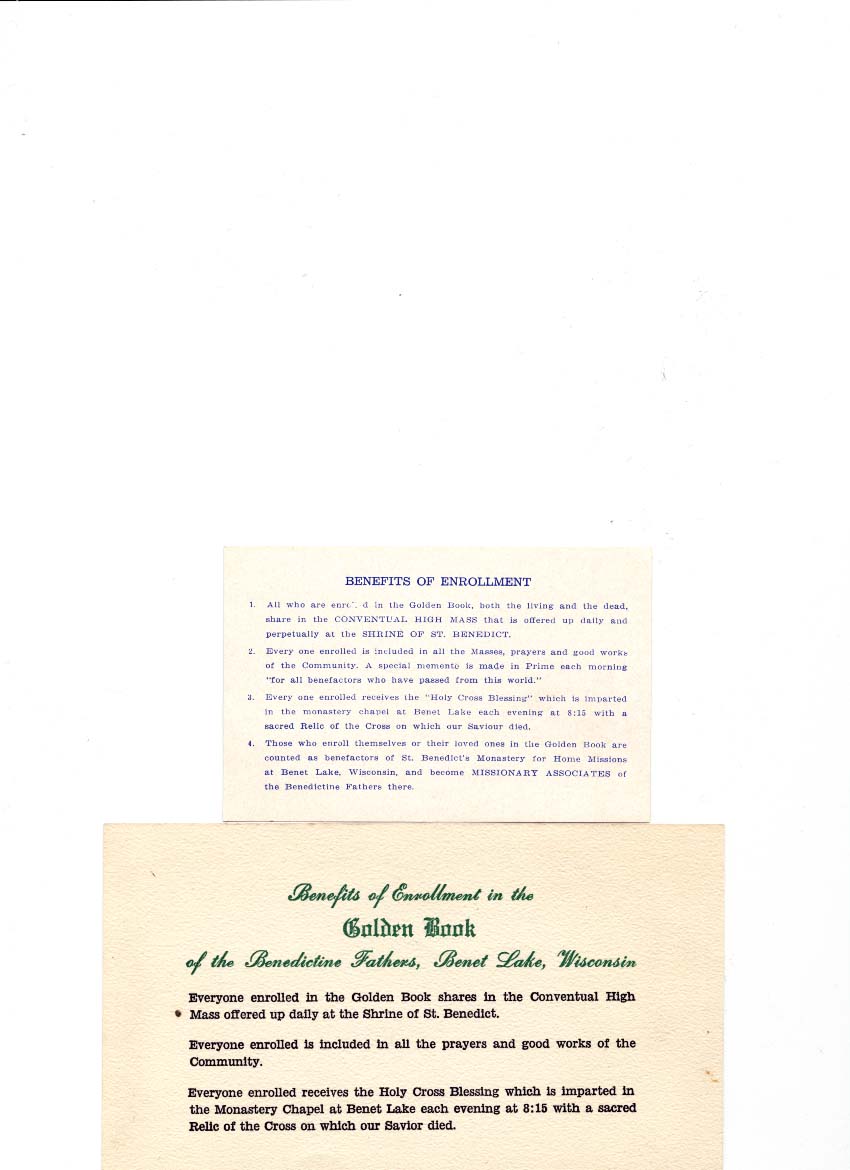 BENEFITS OF ENROLLMENT
1. All who are in the Golden Book, both the living and the dead,
share in the CONVENTUAL HIGH MASS that is offered up daily and
perpetually at the SHRINE OF ST. BENEDICT.
2. Every one enrolled is included in all the Masses, prayers and good works
of the Community. A special memento is made in Prime each morning
"for all benefactors who have passed from this world."
3. Every one enrolled receives the "Holy Cross Blessing" which is imparted
in the monastery chapel at Benet Lake each evening at 8:15 with a
sacred Relic of the Cross on which our Saviour died.
4. Those who enroll themselves or their loved ones in the Golden Book are
counted as benefactors of St. Benedict's Monastery for Home Missions
at Benet Lake, Wisconsin, and become MISSIONARY ASSOCIATES of
the Benedictine Fathers there.
Benefits of Enrollment in the
Golden Book
of the Benedictine Fathers, Benet Lake, Wisconsin
Everyone enrolled in the Golden Book shares in the Conventual High
Mass offered up daily at the Shrine of St. Benedict.
Everyone enrolled is included in all the prayers and good works of the
Community.
Everyone enrolled receives the Holy Cross Blessing which is imparted in
the Monastery Chapel at Benet Lake each evening at 8:15 with a sacred
Relic of the Cross on which our Savior died.